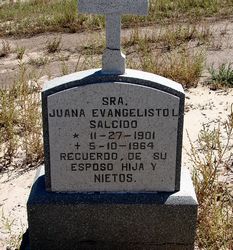 SRA.
JUANA EVANGELISTO L
SALCIDO
* 11-27-1901
+ 5-10-1964
RECUERDO, DE SU
ESPOSO HIJA Y
NIETOS.